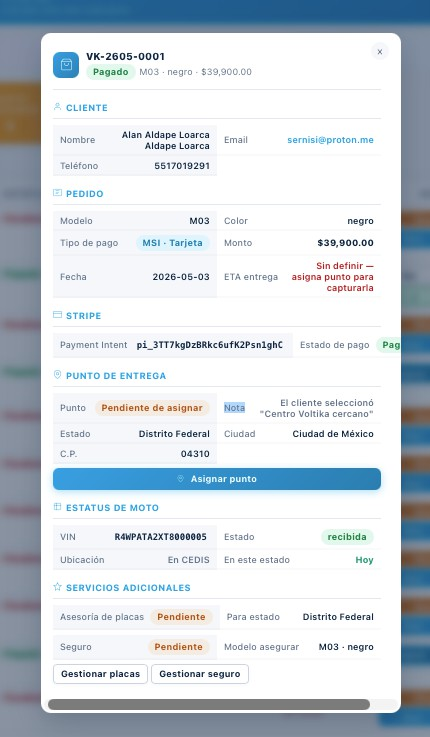 VK-2605-0001
x
Pagado M03 · negro · $39,900.00
CLIENTE
Nombre Alan Aldape Loarca Email sernisi@proton.me
Aldape Loarca
Teléfono 5517019291
PEDIDO
Modelo M03 Color negro
Tipo de pago MSI · Tarjeta Monto $39,900.00
Fecha 2026-05-03 ETA entrega Sin definir —
asigna punto para
capturarla
STRIPE
Payment Intent pi_3TT7kgDzBRkc6ufK2Psn1ghC Estado de pago Pag
PUNTO DE ENTREGA
Punto Pendiente de asignar Nota El cliente seleccionó
"Centro Voltika cercano"
Estado Distrito Federal Ciudad Ciudad de México
C.P. 04310
Asignar punto
ESTATUS DE MOTO
VIN R4WPATA2XT8000005 Estado recibida
Ubicación En CEDIS En este estado Hoy
SERVICIOS ADICIONALES
Asesoría de placas Pendiente Para estado Distrito Federal
Seguro Pendiente Modelo asegurar M03 · negro
Gestionar placas Gestionar seguro